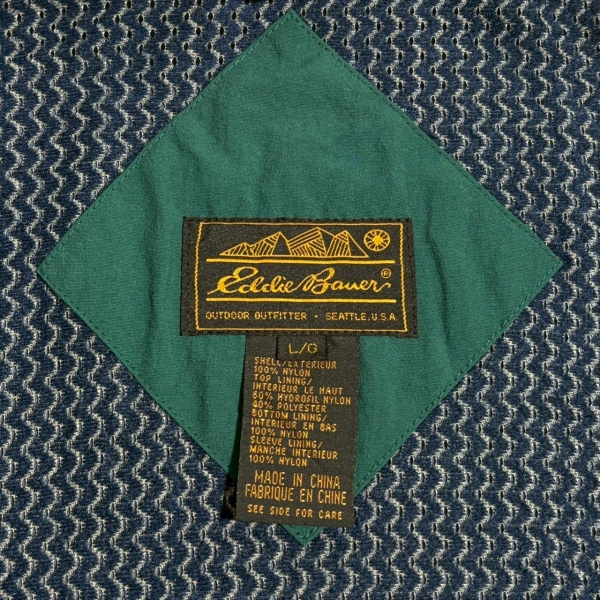 Eddie Bauer®
OUTDOOR OUTFITTER · SEATTLE, U.S.A.
L/G
SHELL/EXTERIEUR
100% NYLON
TOP LINING/
INTERIEUR LE HAUT
60% HYDROFIL NYLON
40% POLYESTER
BOTTOM LINING/
INTERIEUR EN BAS
100% NYLON
SLEEVE LINING/
MANCHE INTERIEUR
100% NYLON
MADE IN CHINA
FABRIQUE EN CHINE
SEE SIDE FOR CARE